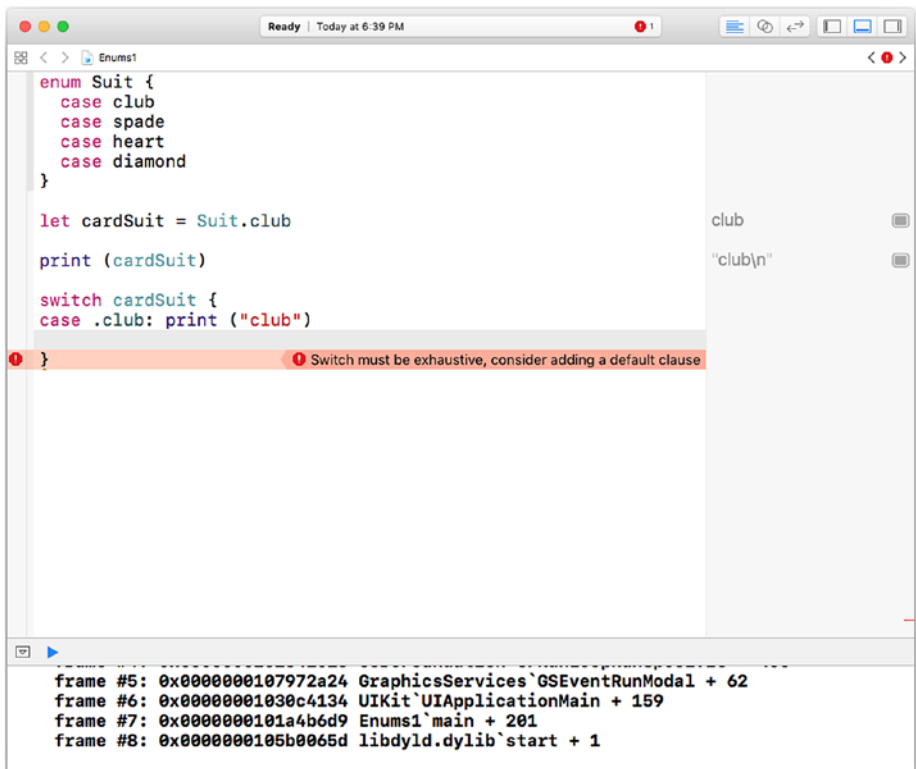 Ready | Today at 6:39 PM
1
Enums1
enum Suit {
case club
case spade
case heart
case diamond
}
let cardSuit = Suit.club
club
print (cardSuit)
"club\n"
switch cardSuit {
case .club: print ("club")
}
Switch must be exhaustive, consider adding a default clause
frame #5: 0x0000000107972a24 GraphicsServices`GSEventRunModal + 62
frame #6: 0x00000001030c4134 UIKit`UIApplicationMain + 159
frame #7: 0x0000000101a4b6d9 Enums1`main + 201
frame #8: 0x0000000105b0065d libdyld.dylib`start + 1